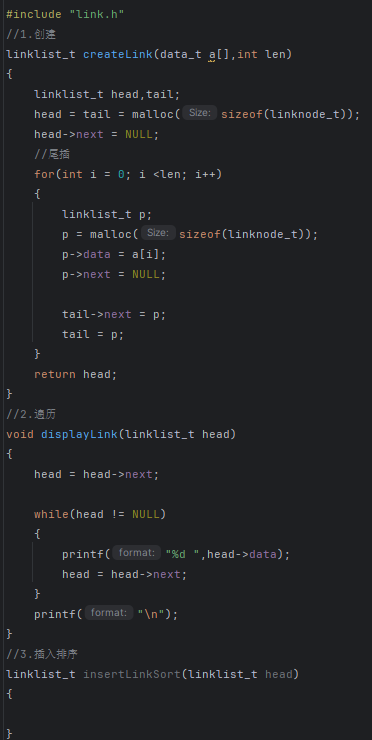 #include "link.h"
//1.创建
linklist_t createLink(data_t a[],int len)
{
    linklist_t head,tail;
    head = tail = malloc( Size: sizeof(linknode_t));
    head->next = NULL;
    //尾插
    for(int i = 0; i <len; i++)
    {
        linklist_t p;
        p = malloc( Size: sizeof(linknode_t));
        p->data = a[i];
        p->next = NULL;

        tail->next = p;
        tail = p;
    }
    return head;
}
//2.遍历
void displayLink(linklist_t head)
{
    head = head->next;

    while(head != NULL)
    {
        printf( format: "%d ",head->data);
        head = head->next;
    }
    printf( format: "\n");
}
//3.插入排序
linklist_t insertLinkSort(linklist_t head)
{

}